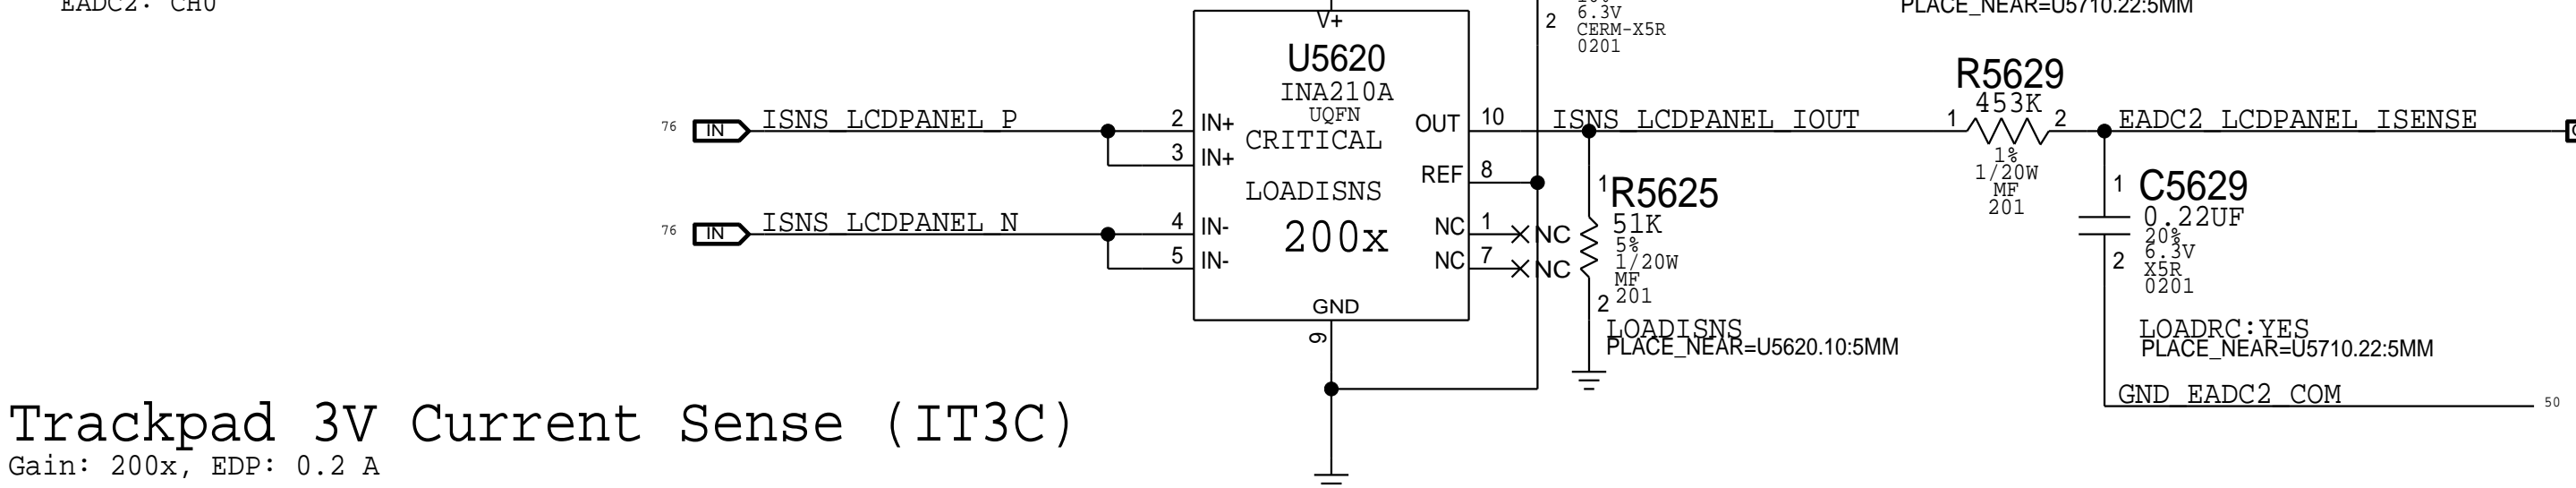 EADC2: CH0
V+
U5620
INA210A
UQFN
CRITICAL
LOADISNS
200x
2
6.3V
CERM-X5R
0201
PLACE_NEAR=U5710.22:5MM
76
IN
ISNS_LCDPANEL_P
2
IN+
3
IN+
76
IN
ISNS_LCDPANEL_N
4
IN-
5
IN-
OUT
10
ISNS_LCDPANEL_IOUT
REF
8
NC
1
NC
NC
7
NC
GND
9
1
R5625
51K
5%
1/20W
MF
201
2
LOADISNS
PLACE_NEAR=U5620.10:5MM
R5629
453K
1
2
1%
1/20W
MF
201
EADC2_LCDPANEL_ISENSE
1
C5629
0.22UF
20%
6.3V
X5R
0201
2
LOADRC:YES
PLACE_NEAR=U5710.22:5MM
GND_EADC2_COM
50
Trackpad 3V Current Sense (IT3C)
Gain: 200x, EDP: 0.2 A